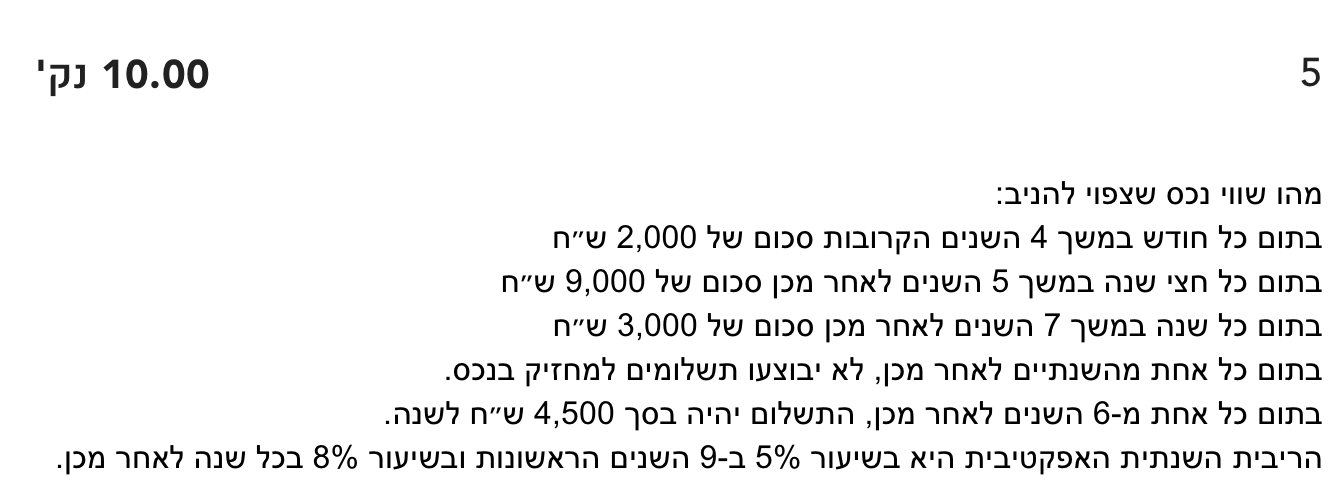 5
10.00 נק'
מהו שווי נכס שצפוי להניב:
בתום כל חודש במשך 4 השנים הקרובות סכום של 2,000 ש״ח
בתום כל חצי שנה במשך 5 השנים לאחר מכן סכום של 9,000 ש״ח
בתום כל שנה במשך 7 השנים לאחר מכן סכום של 3,000 ש״ח
בתום כל אחת מהשנתיים לאחר מכן, לא יבוצעו תשלומים למחזיק בנכס.
בתום כל אחת מ-6 השנים לאחר מכן, התשלום יהיה בסך 4,500 ש״ח לשנה.
הריבית השנתית האפקטיבית היא בשיעור 5% ב-9 השנים הראשונות ובשיעור 8% בכל שנה לאחר מכן.